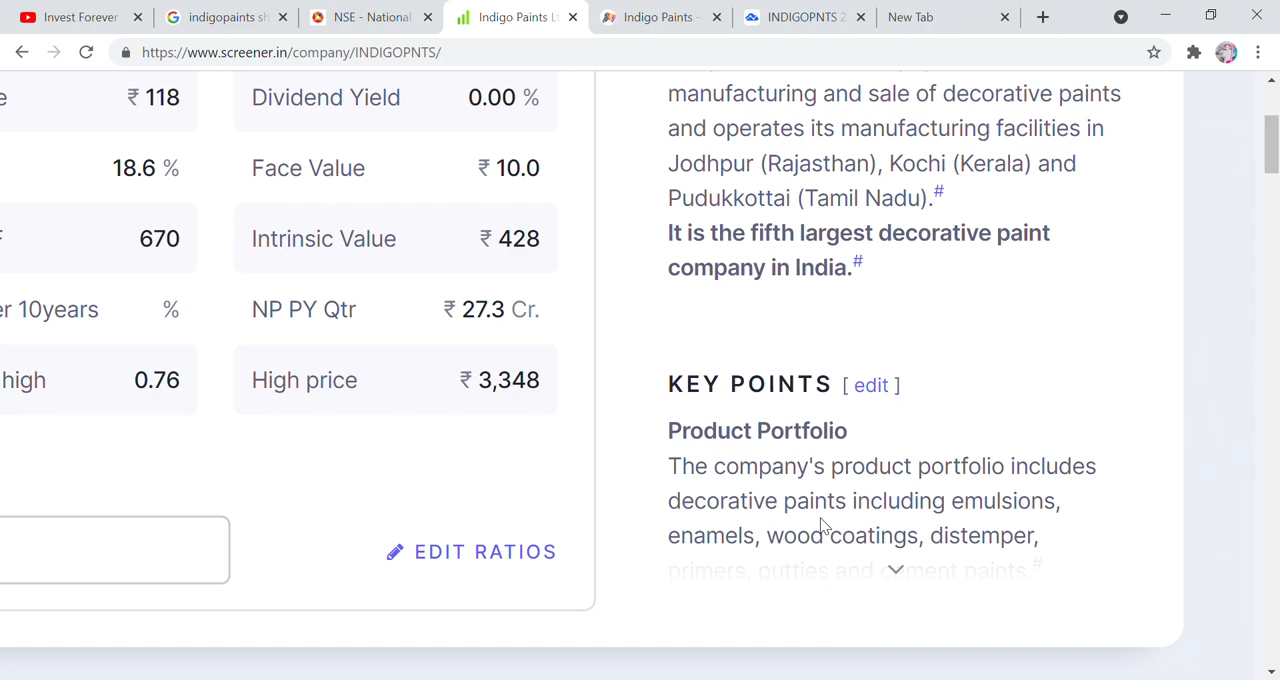 Invest Forever
indigopaints sh
NSE - National
Indigo Paints L
Indigo Paints -
INDIGOPNTS 2
New Tab
https://www.screener.in/company/INDIGOPNTS/
e ₹ 118
Dividend Yield 0.00 %
18.6 %
Face Value ₹ 10.0
670
Intrinsic Value ₹ 428
er 10years %
NP PY Qtr ₹ 27.3 Cr.
high 0.76
High price ₹ 3,348
EDIT RATIOS
manufacturing and sale of decorative paints
and operates its manufacturing facilities in
Jodhpur (Rajasthan), Kochi (Kerala) and
Pudukkottai (Tamil Nadu).#
It is the fifth largest decorative paint
company in India.#
KEY POINTS [ edit ]
Product Portfolio
The company's product portfolio includes
decorative paints including emulsions,
enamels, wood coatings, distemper,
primers, putties and cement paints.#